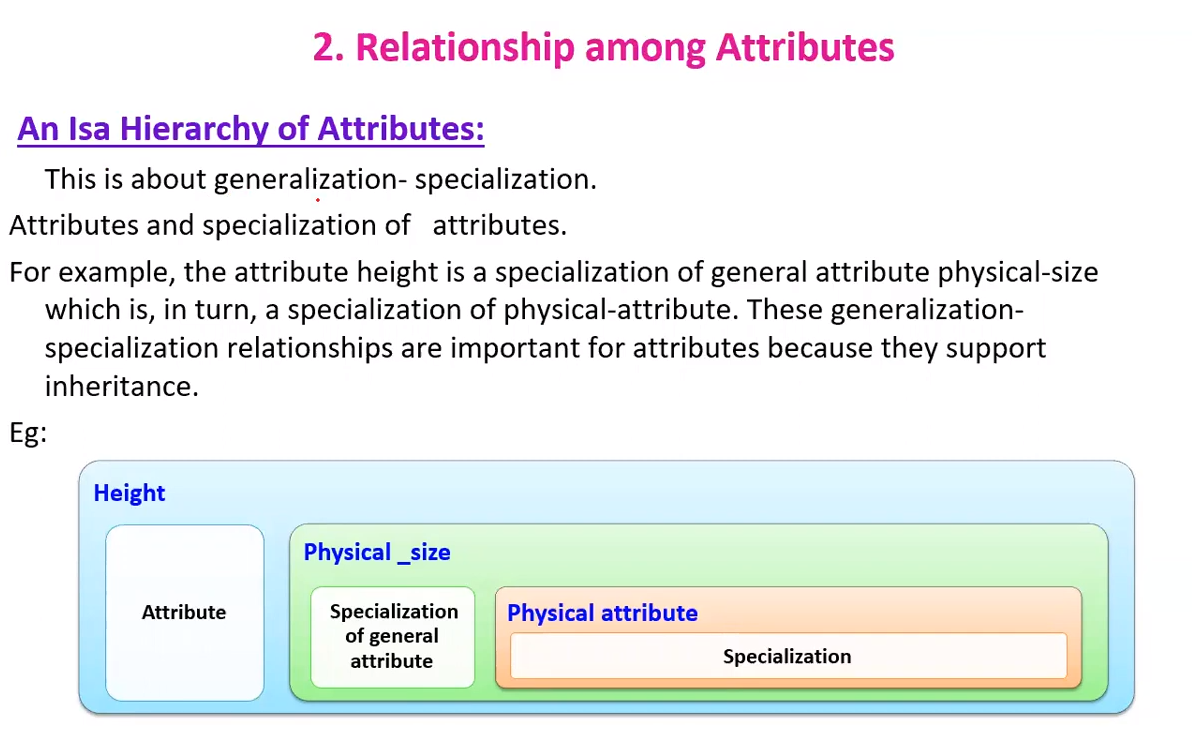 2. Relationship among Attributes
An Isa Hierarchy of Attributes:
This is about generalization- specialization.
Attributes and specialization of attributes.
For example, the attribute height is a specialization of general attribute physical-size
which is, in turn, a specialization of physical-attribute. These generalization-
specialization relationships are important for attributes because they support
inheritance.
Eg:
Height
Attribute
Physical _size
Specialization
of general
attribute
Physical attribute
Specialization